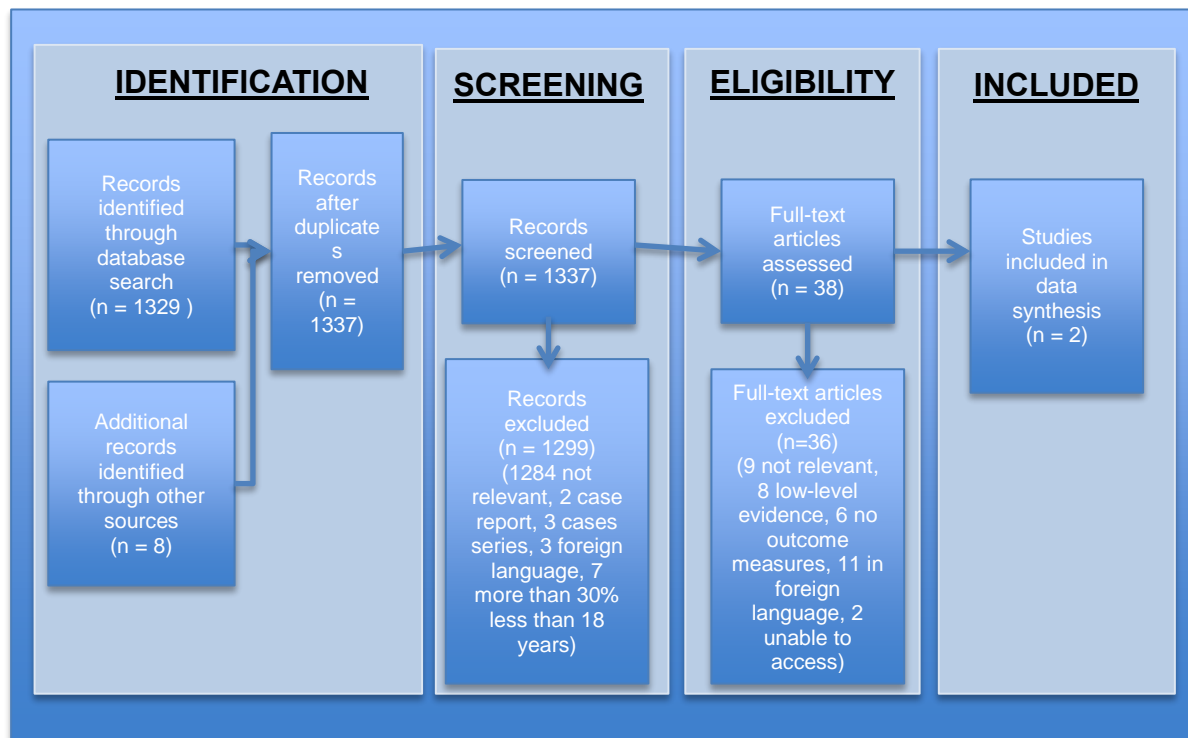 IDENTIFICATION
Records
identified
through
database
search
(n = 1329 )
Additional
records
identified
through other
sources
(n = 8)
Records
after
duplicate
s
removed
(n =
1337)
SCREENING
Records
screened
(n = 1337)
Records
excluded
(n = 1299)
(1284 not
relevant, 2 case
report, 3 cases
series, 3 foreign
language, 7
more than 30%
less than 18
years)
ELIGIBILITY
Full-text
articles
assessed
(n = 38)
Full-text articles
excluded
(n=36)
(9 not relevant,
8 low-level
evidence, 6 no
outcome
measures, 11 in
foreign
language, 2
unable to
access)
INCLUDED
Studies
included in
data
synthesis
(n = 2)